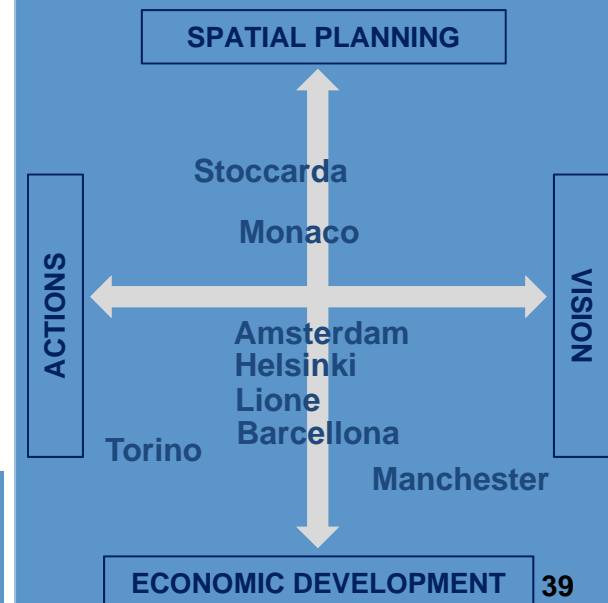 SPATIAL PLANNING
Stoccarda
Monaco
ACTIONS
VISION
Amsterdam
Helsinki
Lione
Barcellona
Torino
Manchester
ECONOMIC DEVELOPMENT
39